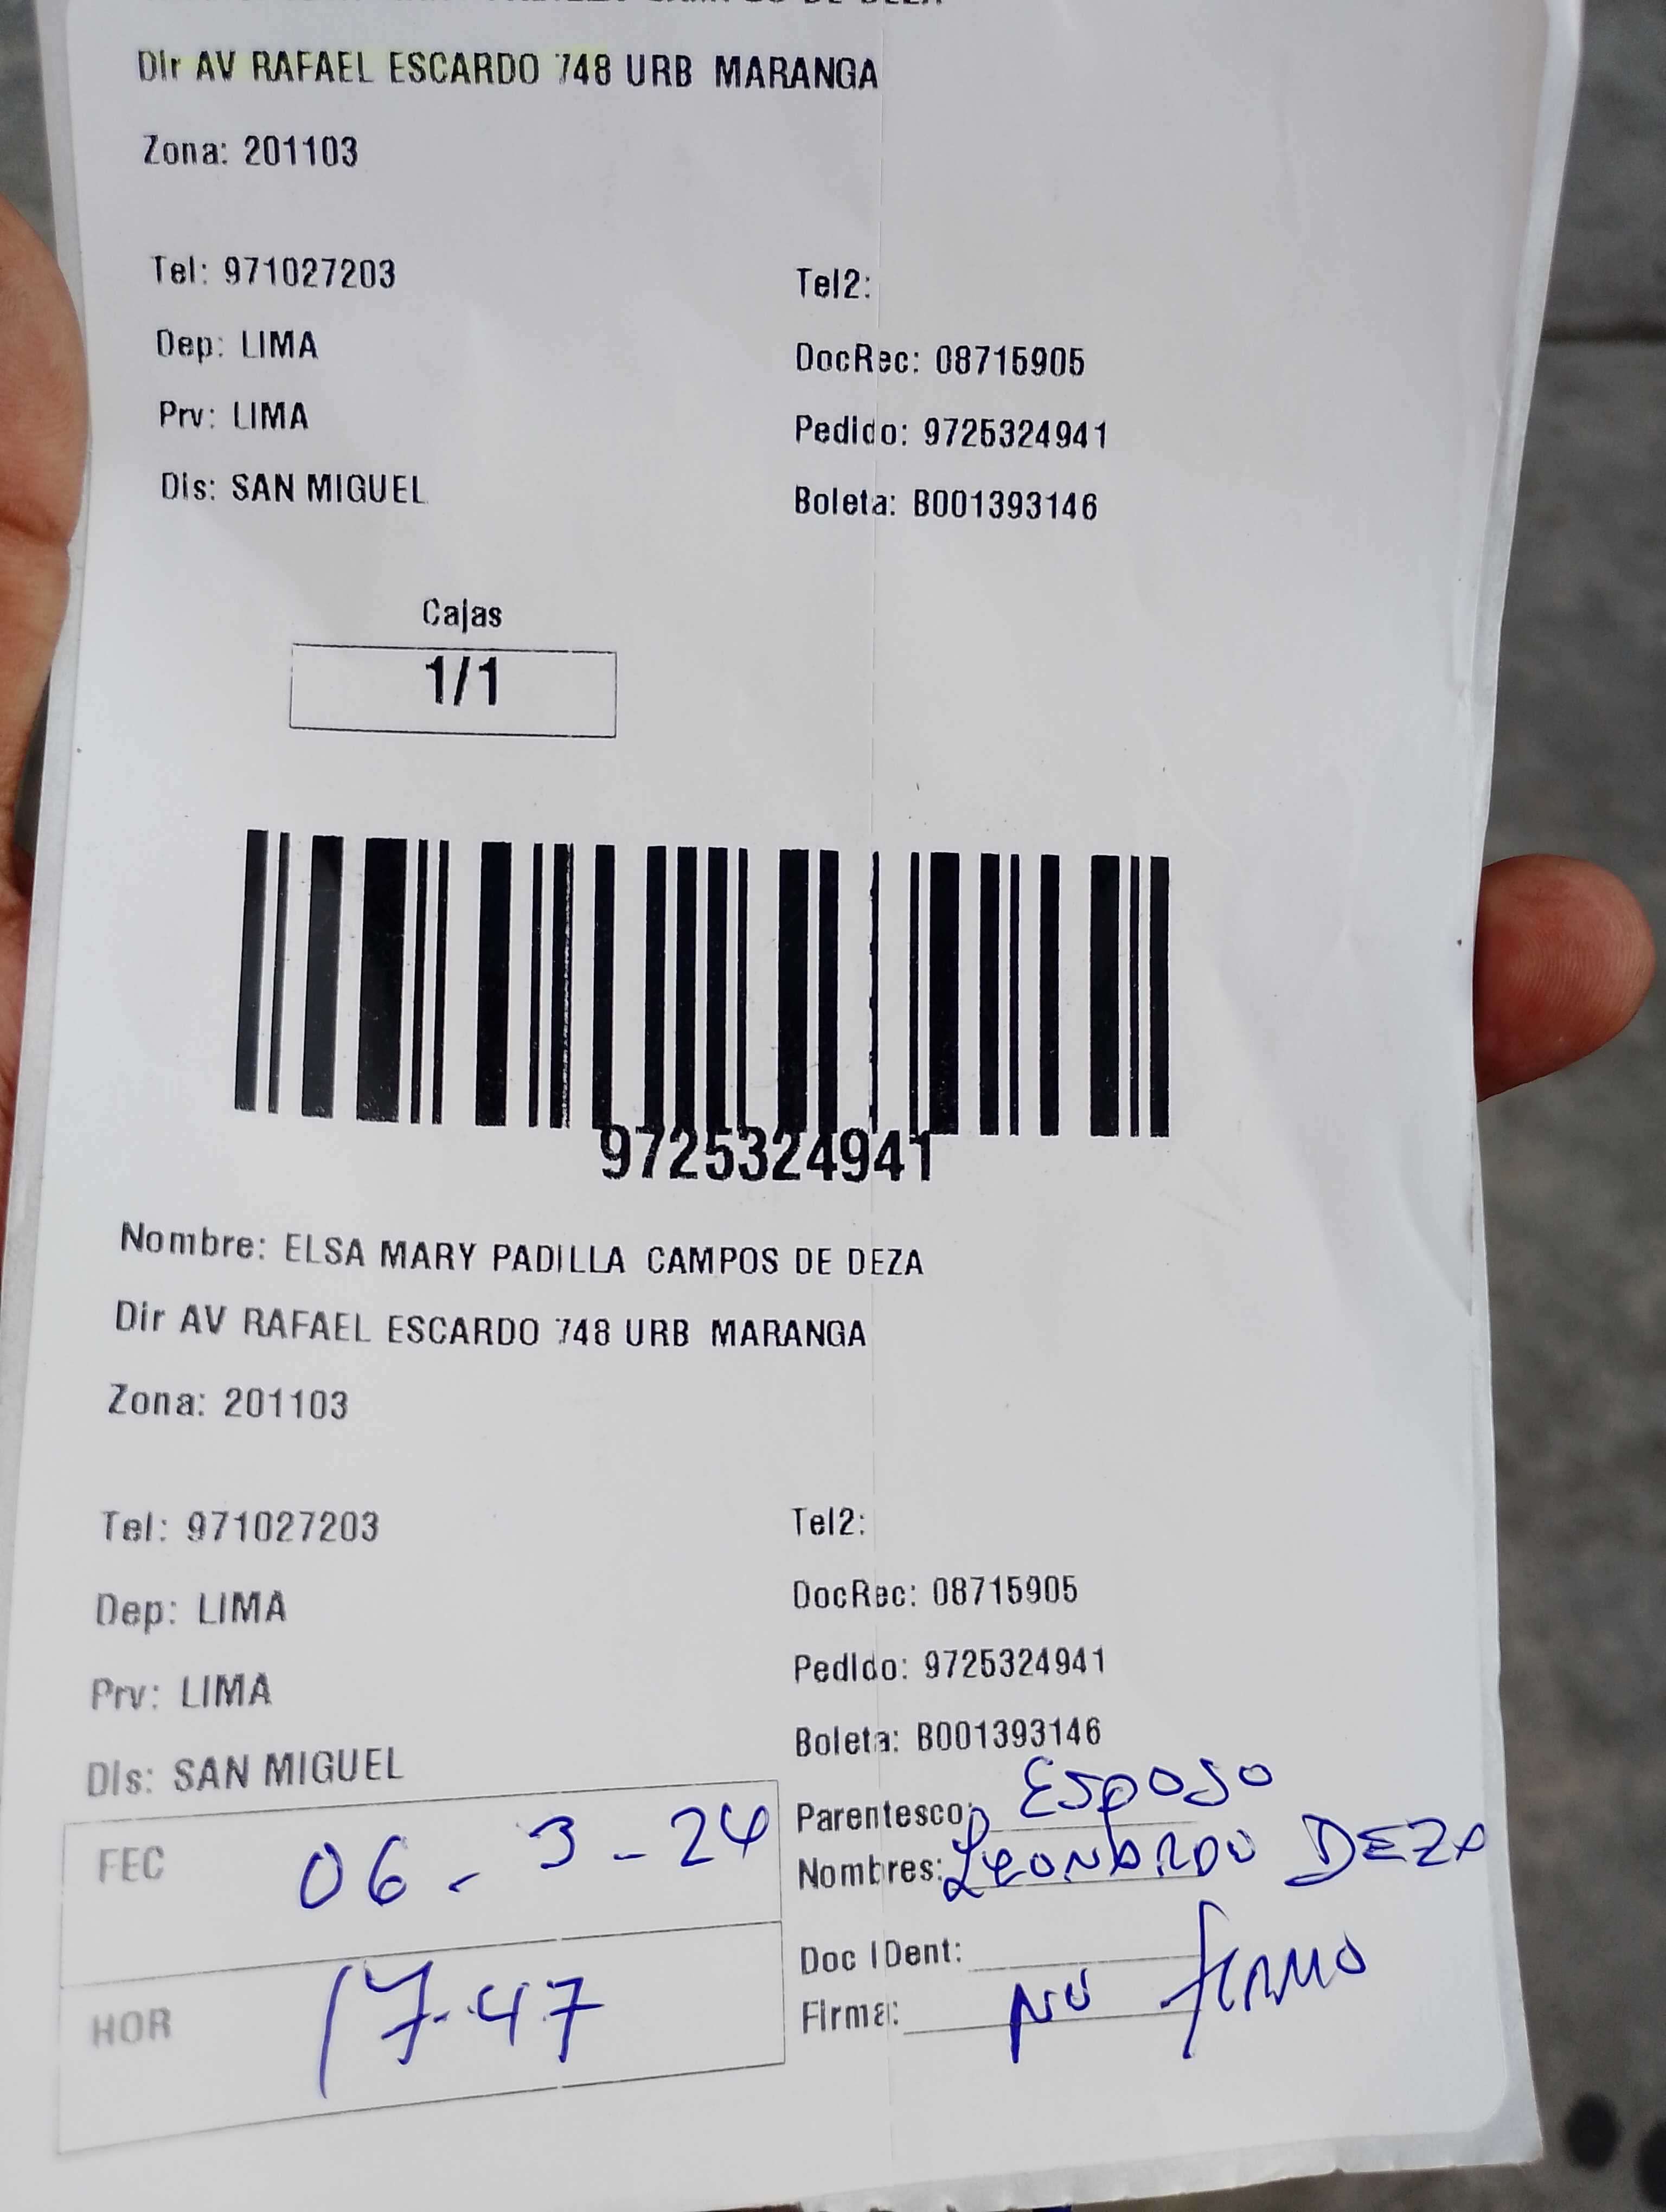 Dir AV RAFAEL ESCARDO 748 URB MARANGA
Zona: 201103
Tel: 971027203
Tel2:
Dep: LIMA
DocRec: 08715905
Prv: LIMA
Pedido: 9725324941
Dis: SAN MIGUEL
Boleta: B001393146
Cajas
1/1
9725324941
Nombre: ELSA MARY PADILLA CAMPOS DE DEZA
Dir AV RAFAEL ESCARDO 748 URB MARANGA
Zona: 201103
Tel: 971027203
Tel2:
Dep: LIMA
DocRec: 08715905
Prv: LIMA
Pedido: 9725324941
Dis: SAN MIGUEL
Boleta: B001393146
FEC 06 - 3 - 24
Parentesco: Esposo
Nombres: Leonardo DEZA
HOR 17.47
Doc IDent:
Firma: No firmo